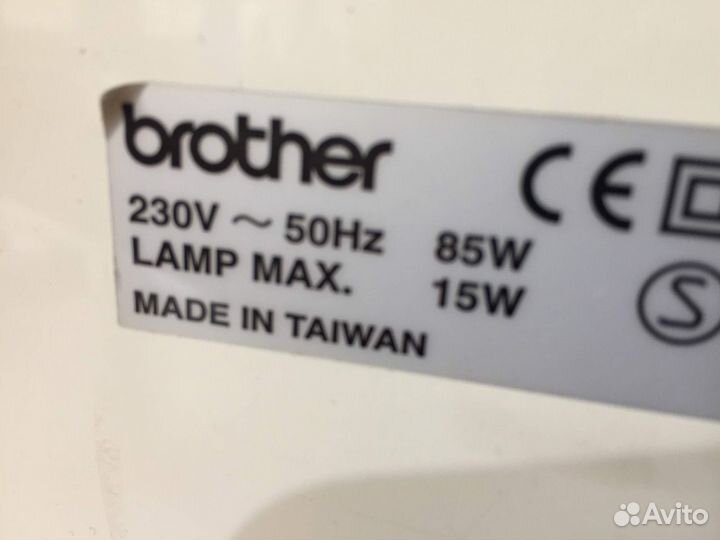 brother
CE
230V ~ 50Hz 85W
LAMP MAX. 15W
S
MADE IN TAIWAN
Avito